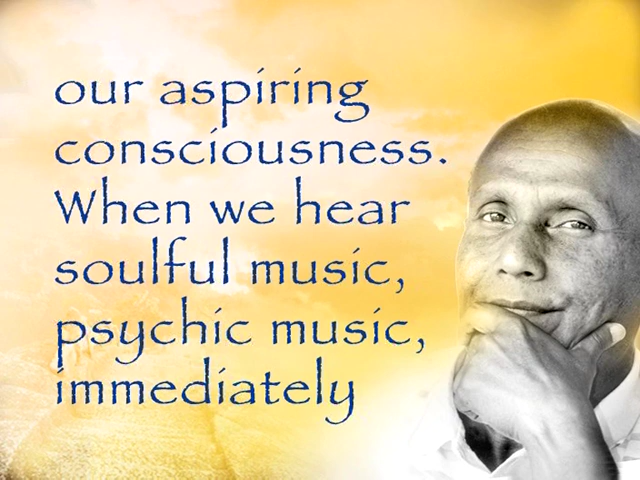 our aspiring
consciousness.
When we hear
soulful music,
psychic music,
immediately